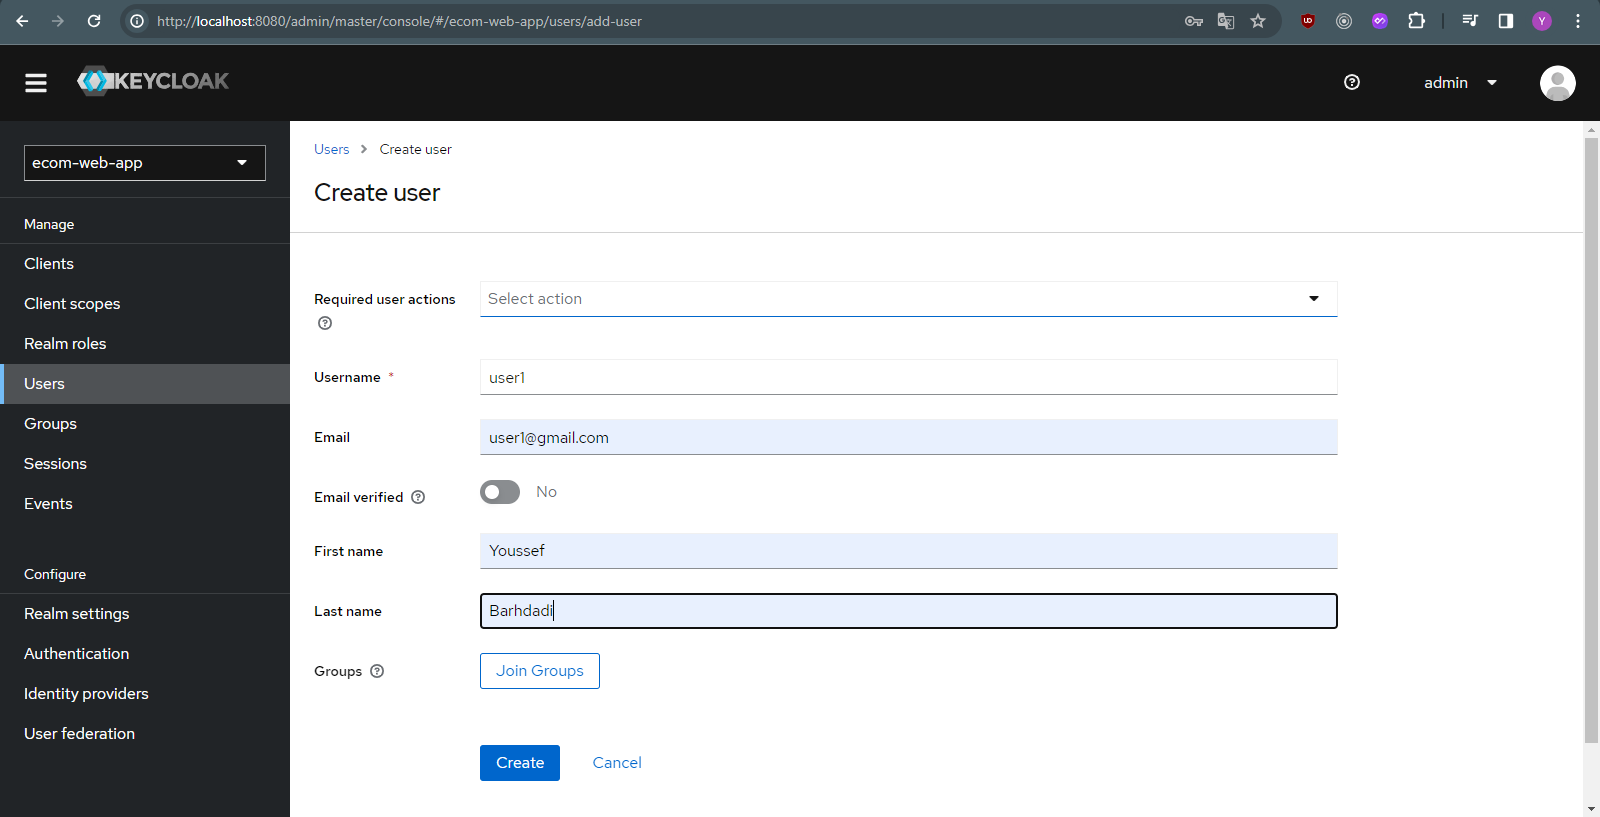 http://localhost:8080/admin/master/console/#/ecom-web-app/users/add-user
Y
KEYCLOAK
admin
ecom-web-app
Manage
Clients
Client scopes
Realm roles
Users
Groups
Sessions
Events
Configure
Realm settings
Authentication
Identity providers
User federation
Users > Create user
Create user
Required user actions
Select action
Username *
user1
Email
user1@gmail.com
Email verified
No
First name
Youssef
Last name
Barhdadi
Groups
Join Groups
Create
Cancel